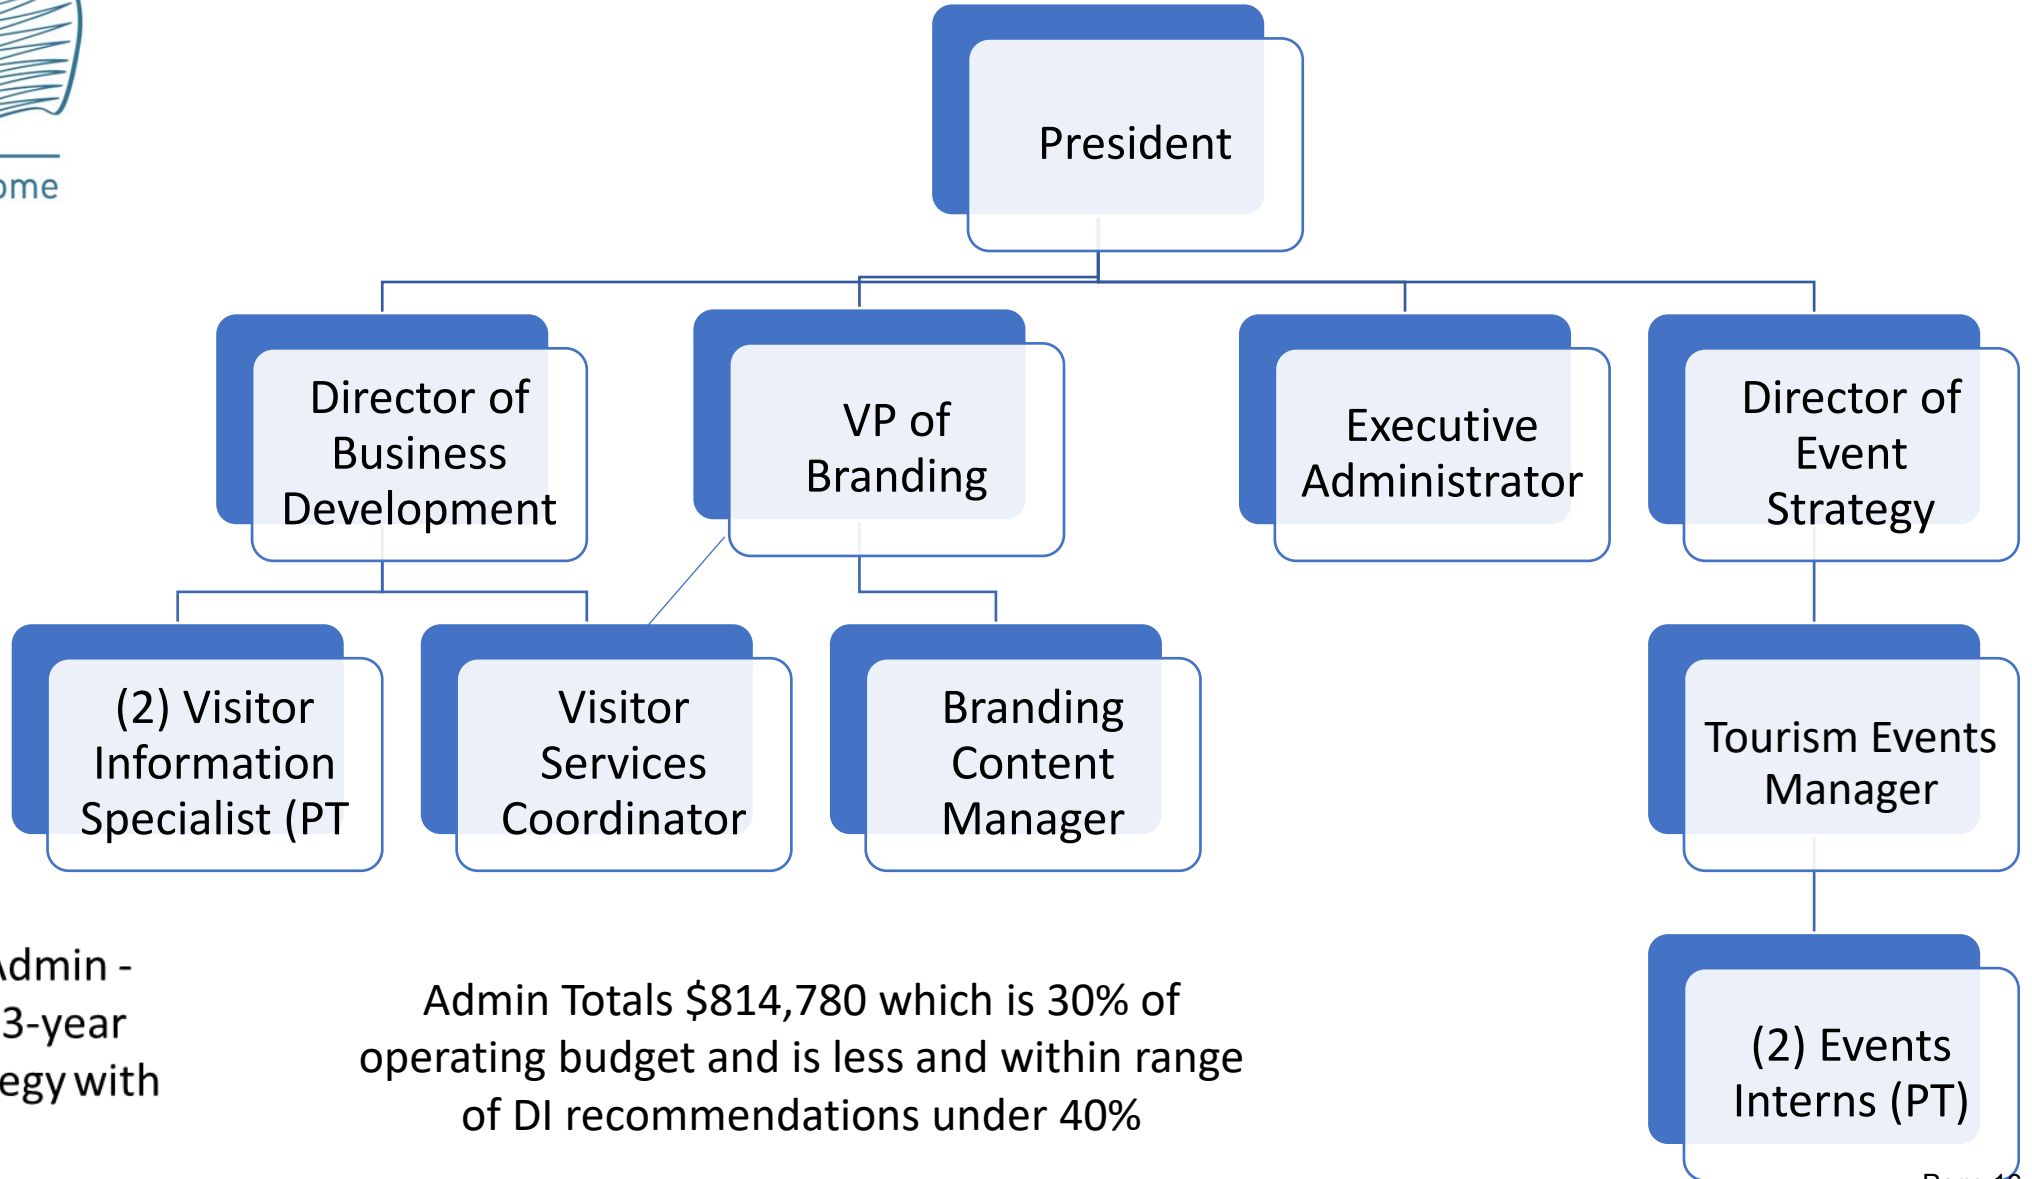 President
ome
Director of
Business
Development
VP of
Branding
Executive
Administrator
Director of
Event
Strategy
(2) Visitor
Information
Specialist (PT
Visitor
Services
Coordinator
Branding
Content
Manager
Tourism Events
Manager
Admin -
3-year
egy with
Admin Totals $814,780 which is 30% of
operating budget and is less and within range
of DI recommendations under 40%
(2) Events
Interns (PT)